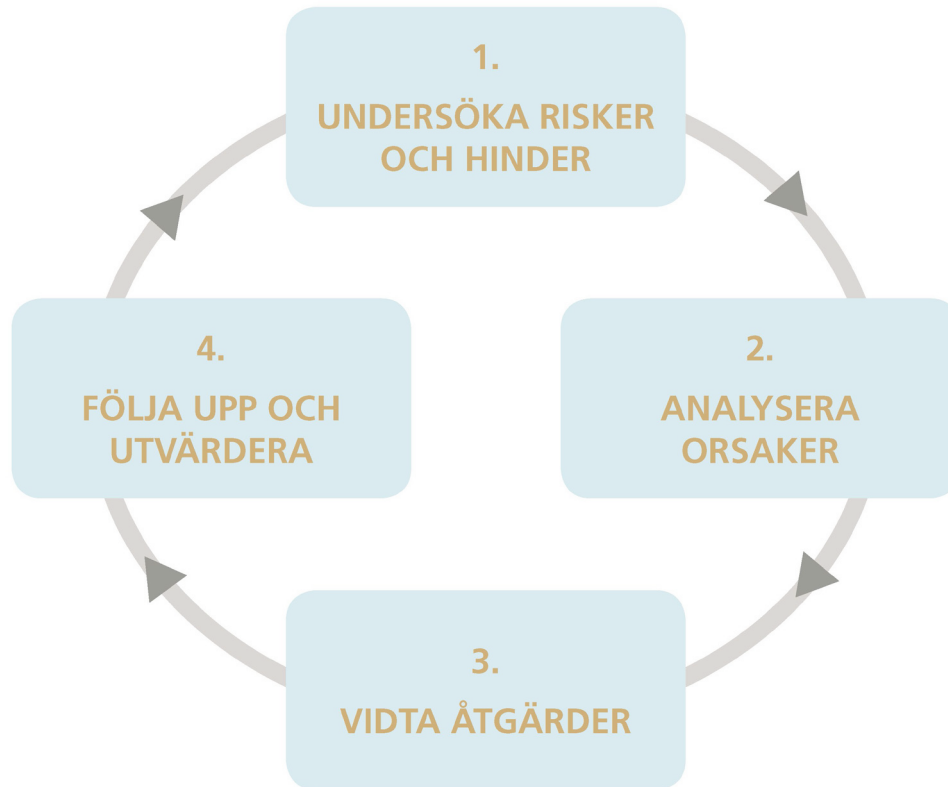 1.
UNDERSÖKA RISKER
OCH HINDER
2.
ANALYSERA
ORSAKER
3.
VIDTA ÅTGÄRDER
4.
FÖLJA UPP OCH
UTVÄRDERA